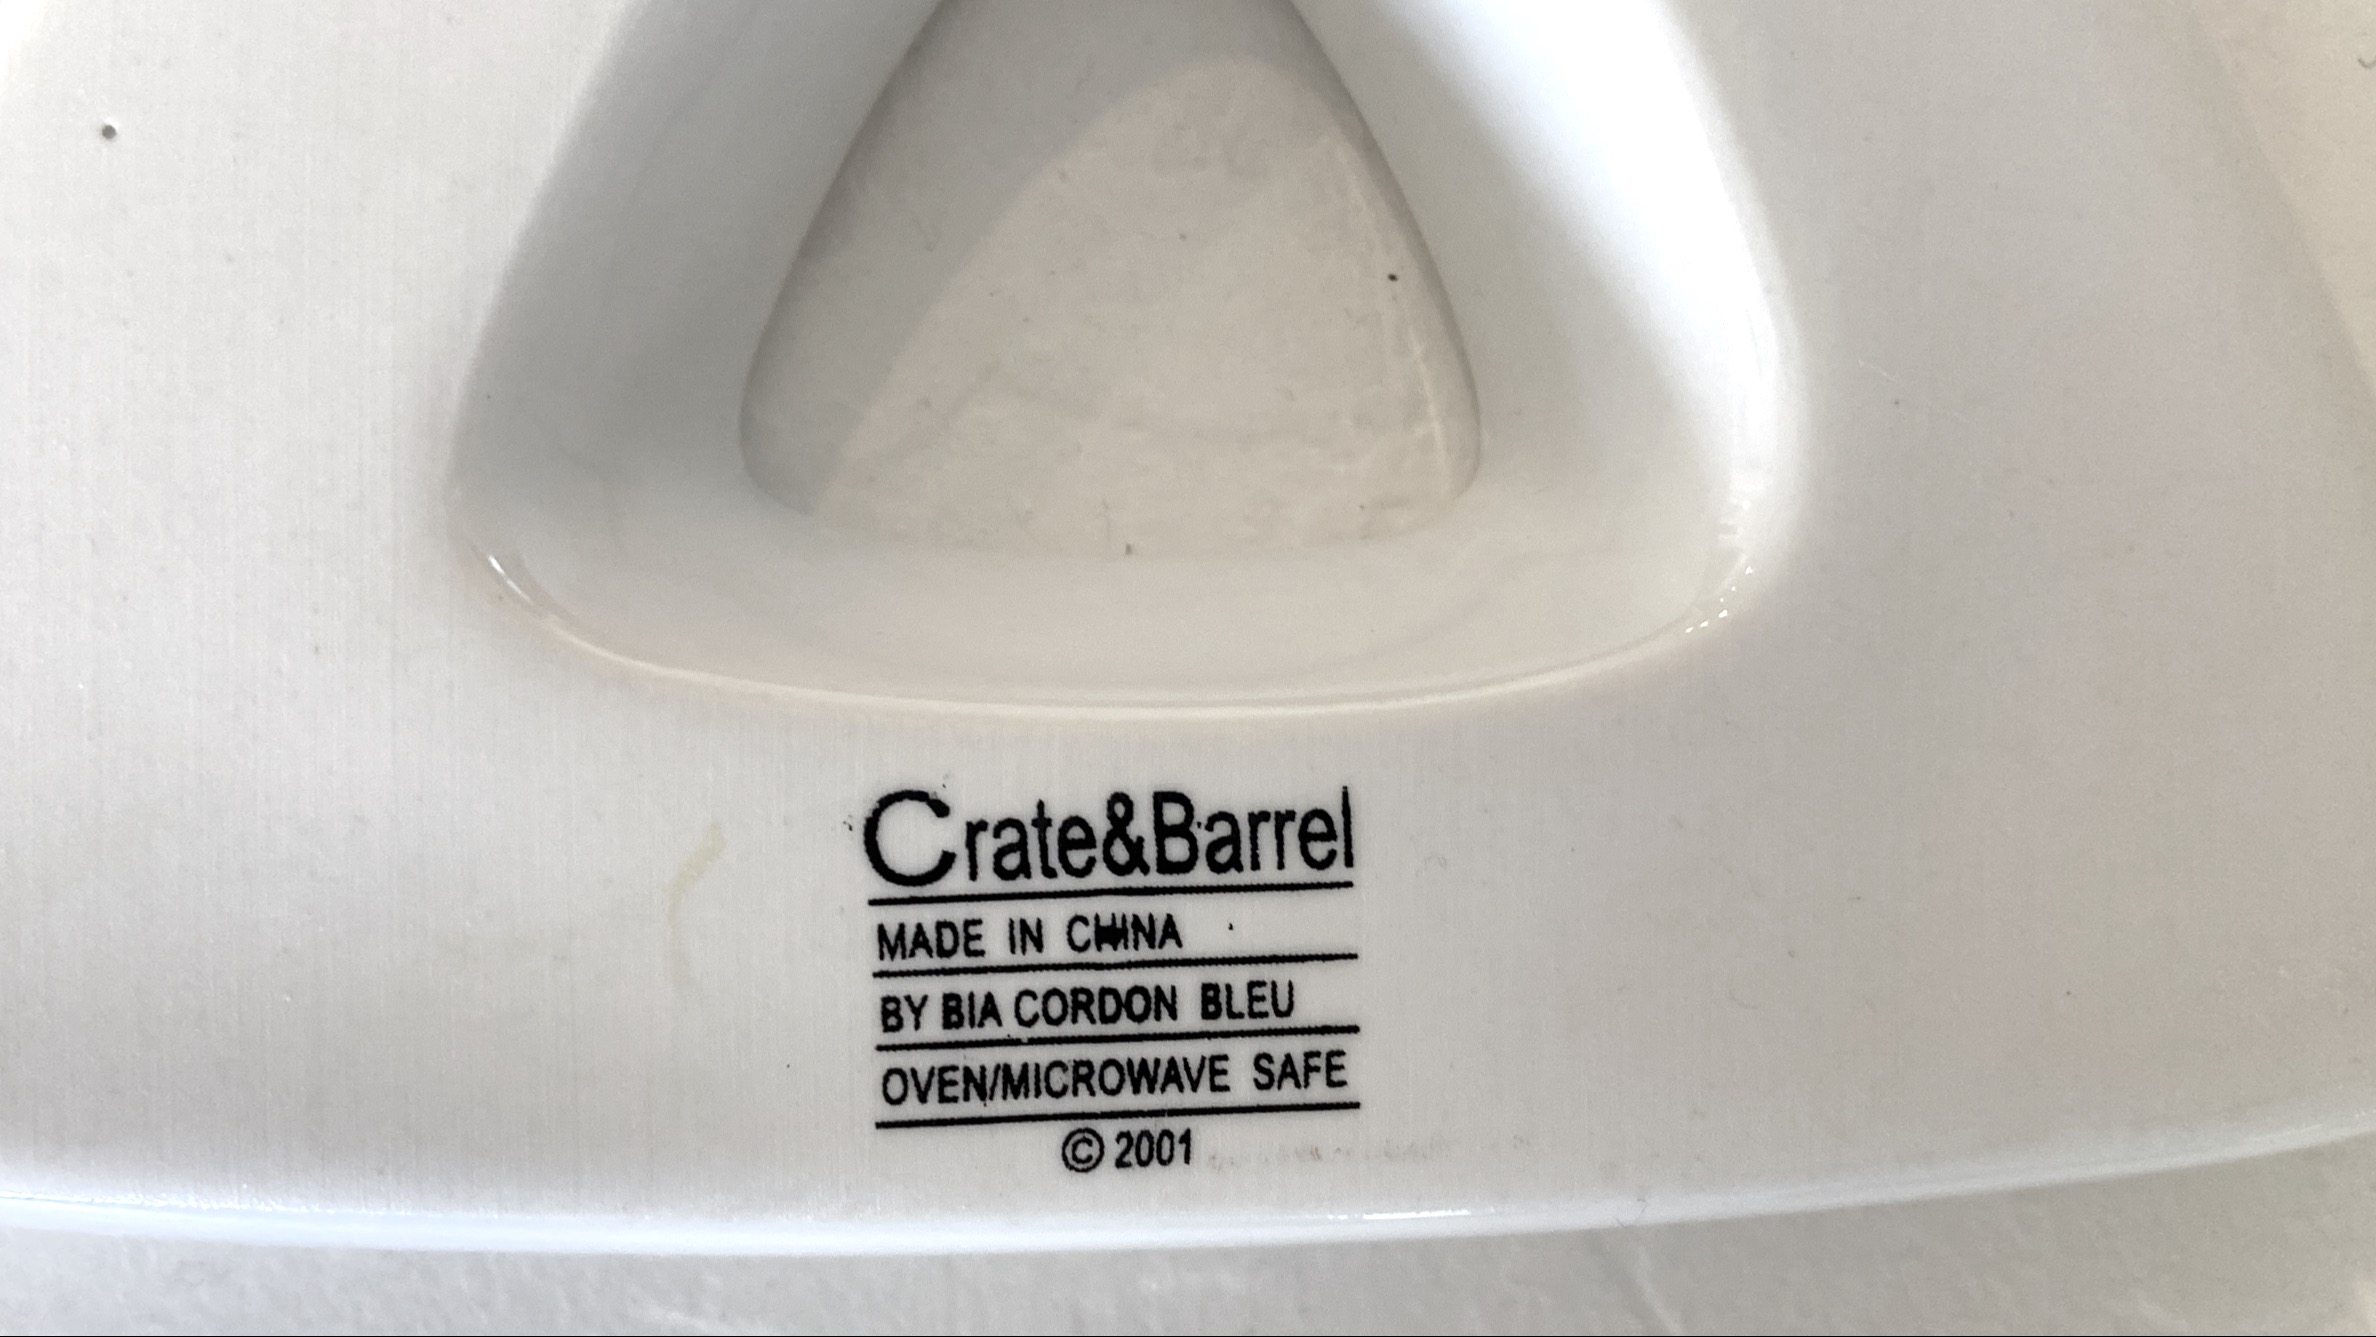 Crate&Barrel
MADE IN CHINA
BY BIA CORDON BLEU
OVEN/MICROWAVE SAFE
© 2001